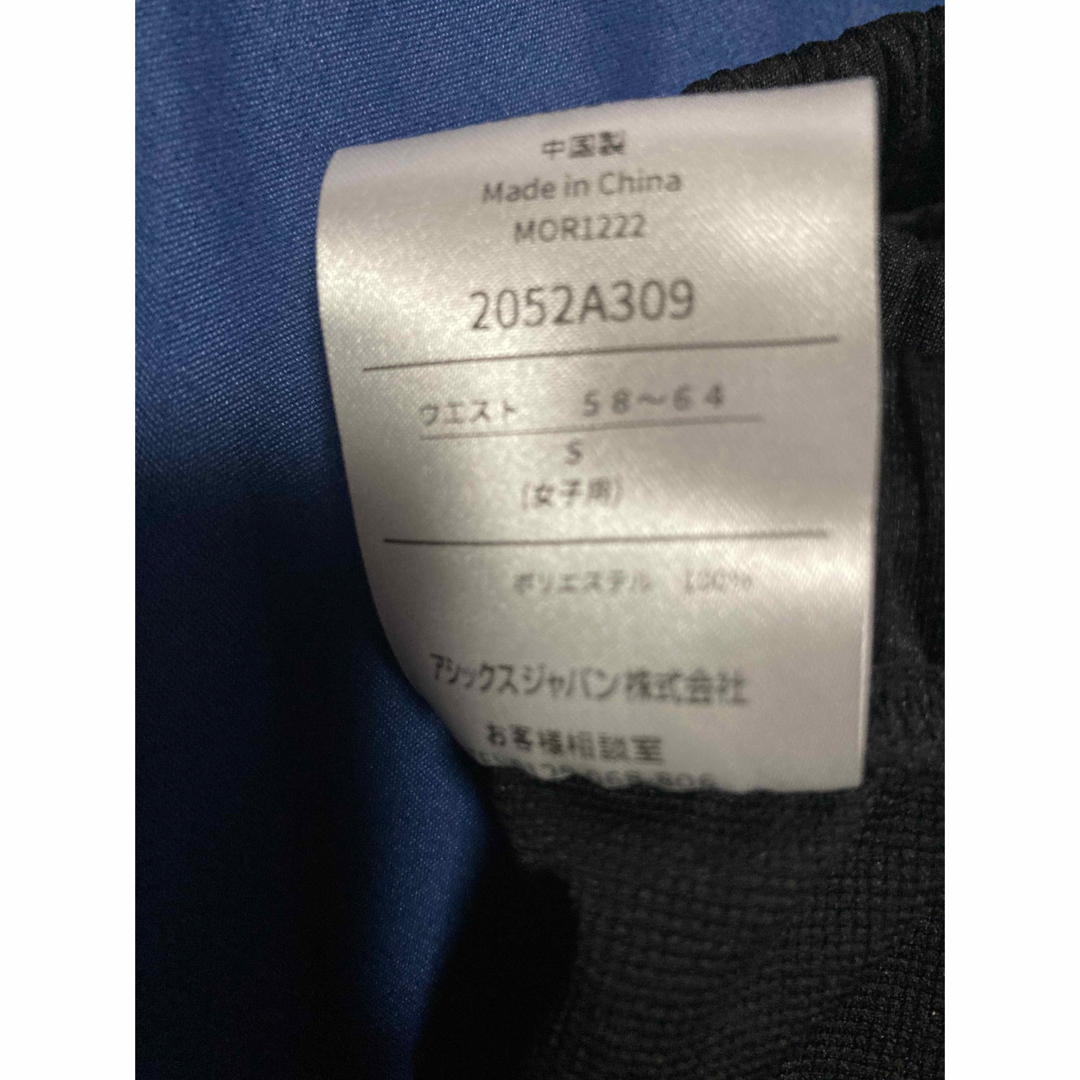 中国製
Made in China
MOR1222
2052A309
ウエスト 58～64
S
(女子用)
ポリエステル 100%
アシックスジャパン株式会社
お客様相談室